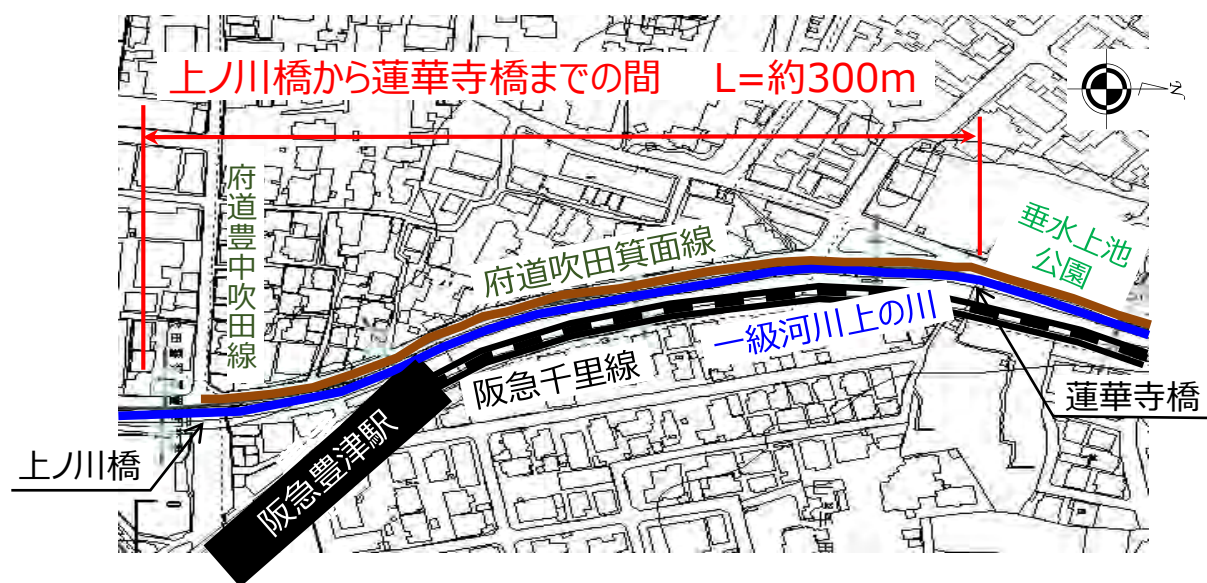 上ノ川橋から蓮華寺橋までの間 L=約300m
府道豊中吹田線
府道吹田箕面線
垂水上池
公園
一級河川上の川
阪急千里線
蓮華寺橋
上ノ川橋
阪急豊津駅